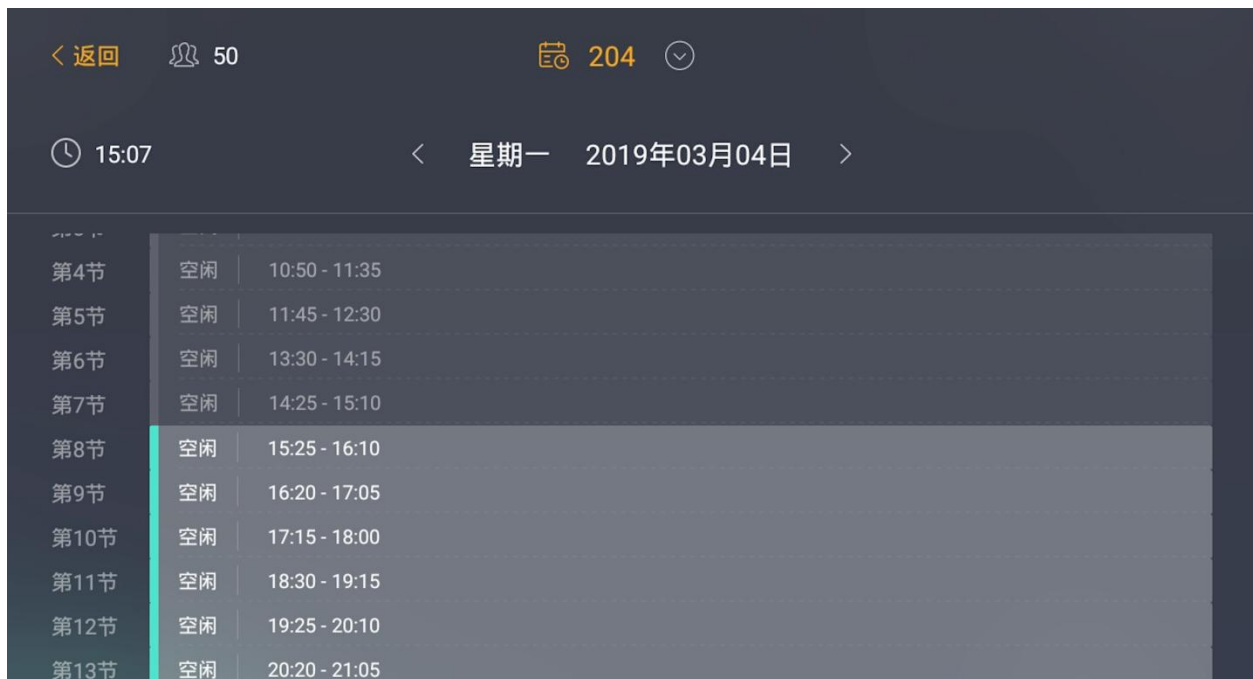 返回 50 204
15:07 星期一 2019年03月04日
第4节 空闲 10:50 - 11:35
第5节 空闲 11:45 - 12:30
第6节 空闲 13:30 - 14:15
第7节 空闲 14:25 - 15:10
第8节 空闲 15:25 - 16:10
第9节 空闲 16:20 - 17:05
第10节 空闲 17:15 - 18:00
第11节 空闲 18:30 - 19:15
第12节 空闲 19:25 - 20:10
第13节 空闲 20:20 - 21:05